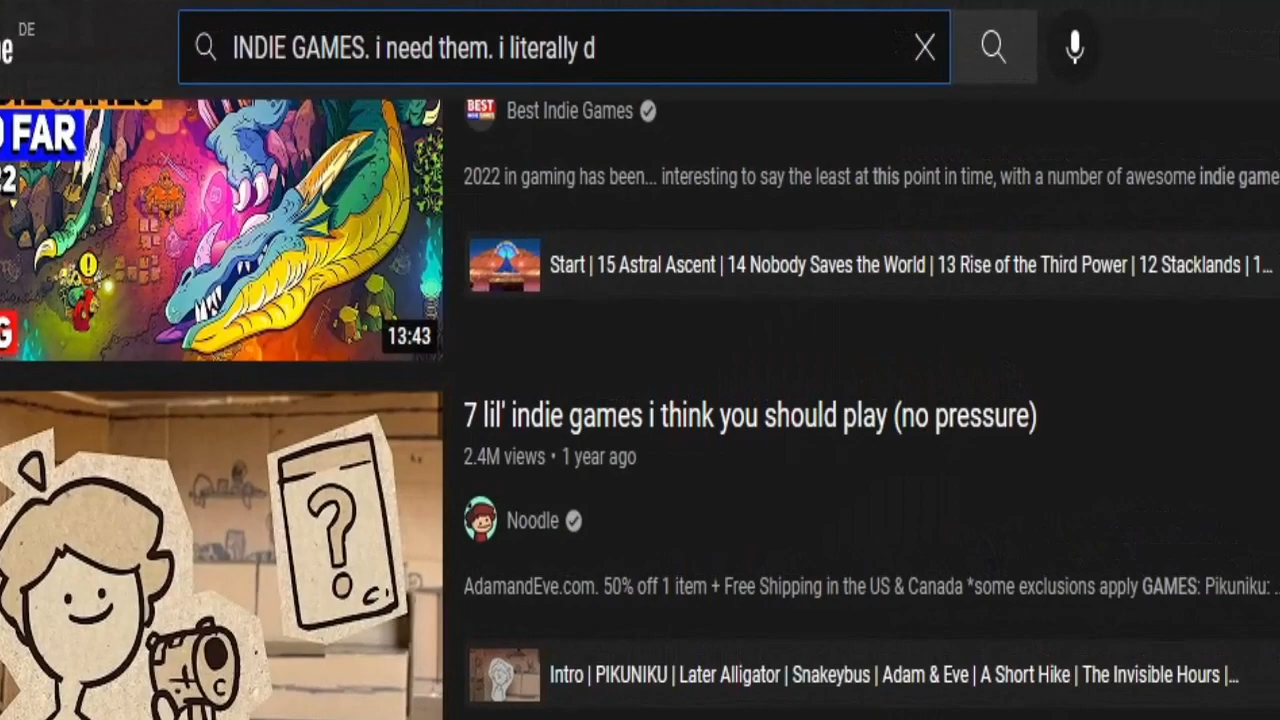 DE
INDIE GAMES. i need them. i literally d
FAR
Best Indie Games
BEST
2022 in gaming has been... interesting to say the least at this point in time, with a number of awesome indie game
Start | 15 Astral Ascent | 14 Nobody Saves the World | 13 Rise of the Third Power | 12 Stacklands | 1...
13:43
7 lil' indie games i think you should play (no pressure)
2.4M views • 1 year ago
Noodle
?
AdamandEve.com. 50% off 1 item + Free Shipping in the US & Canada *some exclusions apply GAMES: Pikuniku: ..
Intro | PIKUNIKU | Later Alligator | Snakeybus | Adam & Eve | A Short Hike | The Invisible Hours |...